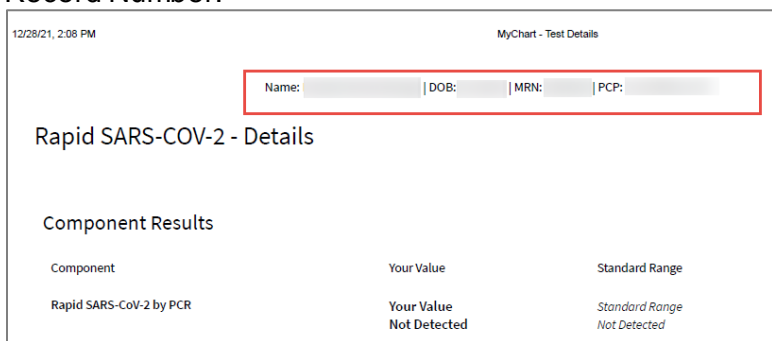 Record Number.
12/28/21, 2:08 PM MyChart - Test Details
Name: | DOB: | MRN: | PCP:
Rapid SARS-COV-2 - Details
Component Results
Component Your Value Standard Range
Rapid SARS-CoV-2 by PCR Your Value Standard Range
Not Detected Not Detected